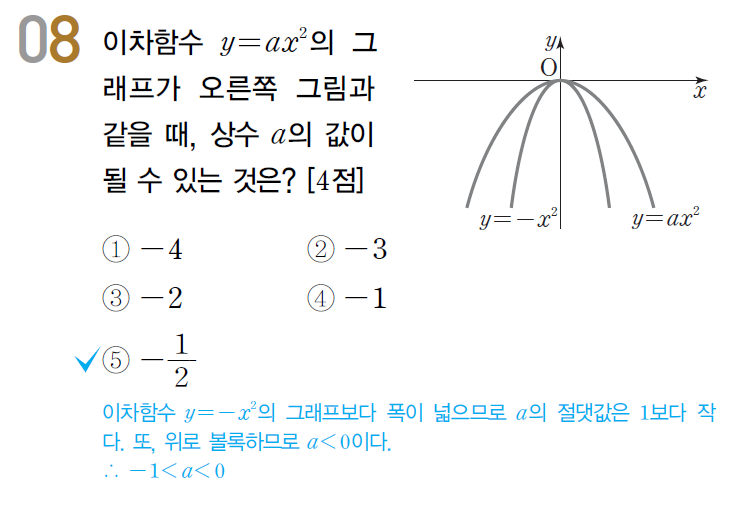 08 이차함수 y=ax²의 그
래프가 오른쪽 그림과
같을 때, 상수 a의 값이
될 수 있는 것은? [4점]
y
O
x
y=-x²
y=ax²
① -4 ② -3
③ -2 ④ -1
⑤ -1/2
이차함수 y=-x²의 그래프보다 폭이 넓으므로 a의 절댓값은 1보다 작
다. 또, 위로 볼록하므로 a<0이다.
∴ -1<a<0